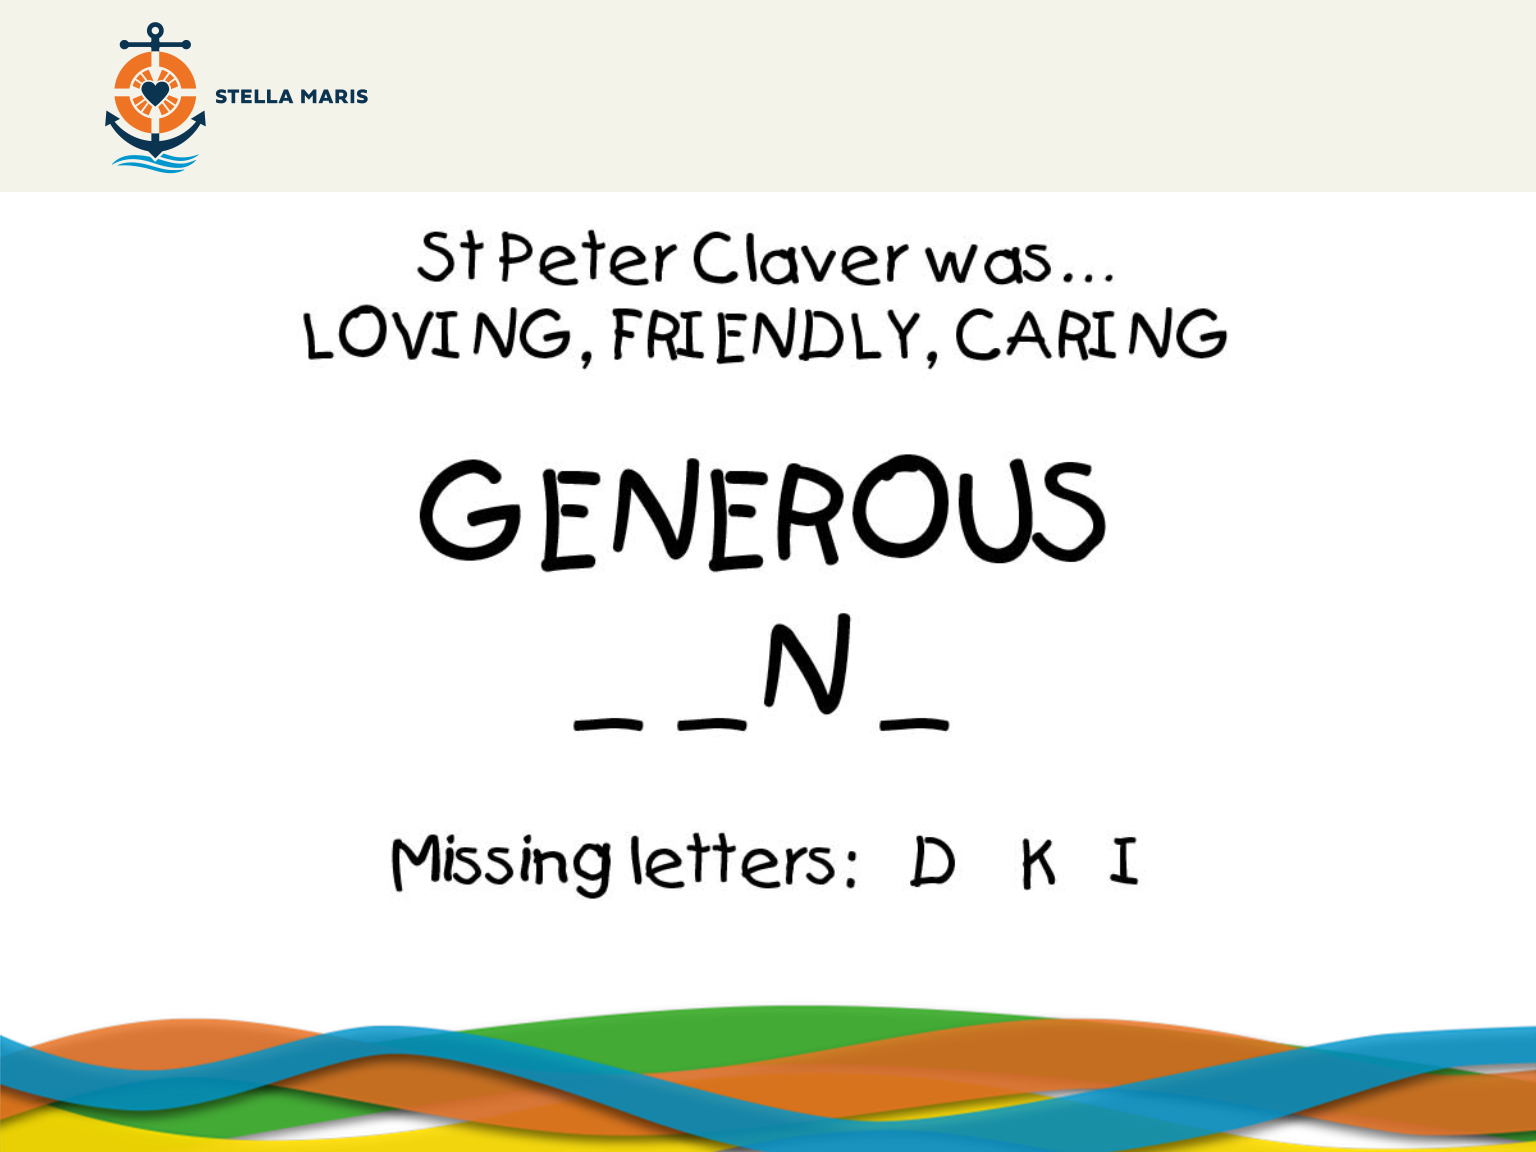 STELLA MARIS
St Peter Claver was...
LOVING, FRIENDLY, CARING
GENEROUS
_ _ N _
Missing letters: D K I